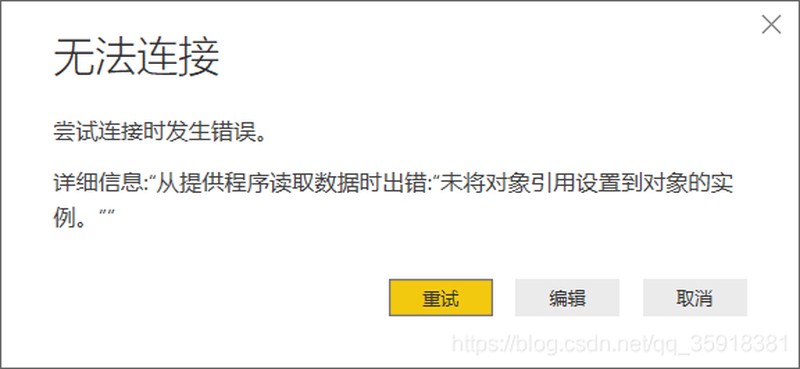 无法连接
尝试连接时发生错误。
详细信息:“从提供程序读取数据时出错:“未将对象引用设置到对象的实
例。””
重试
编辑
取消
https://blog.csdn.net/qq_35918381